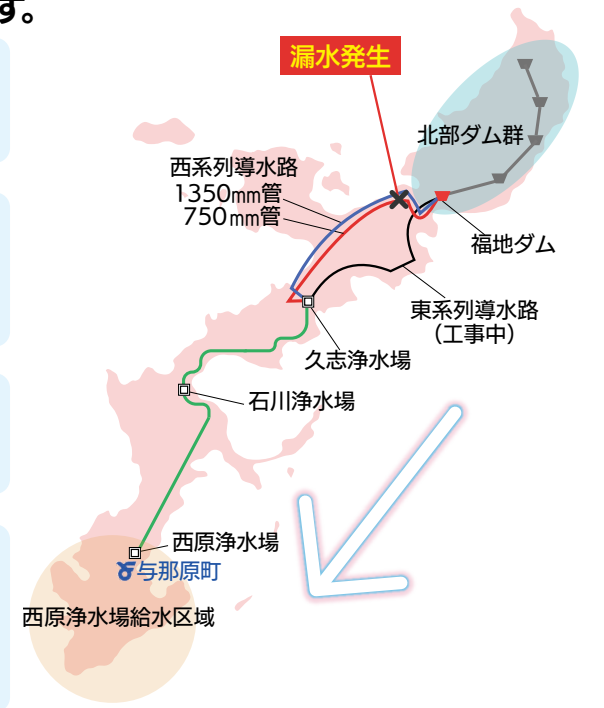 す。
漏水発生
北部ダム群
西系列導水路
1350mm管
750mm管
福地ダム
東系列導水路
（工事中）
久志浄水場
石川浄水場
西原浄水場
与那原町
西原浄水場給水区域